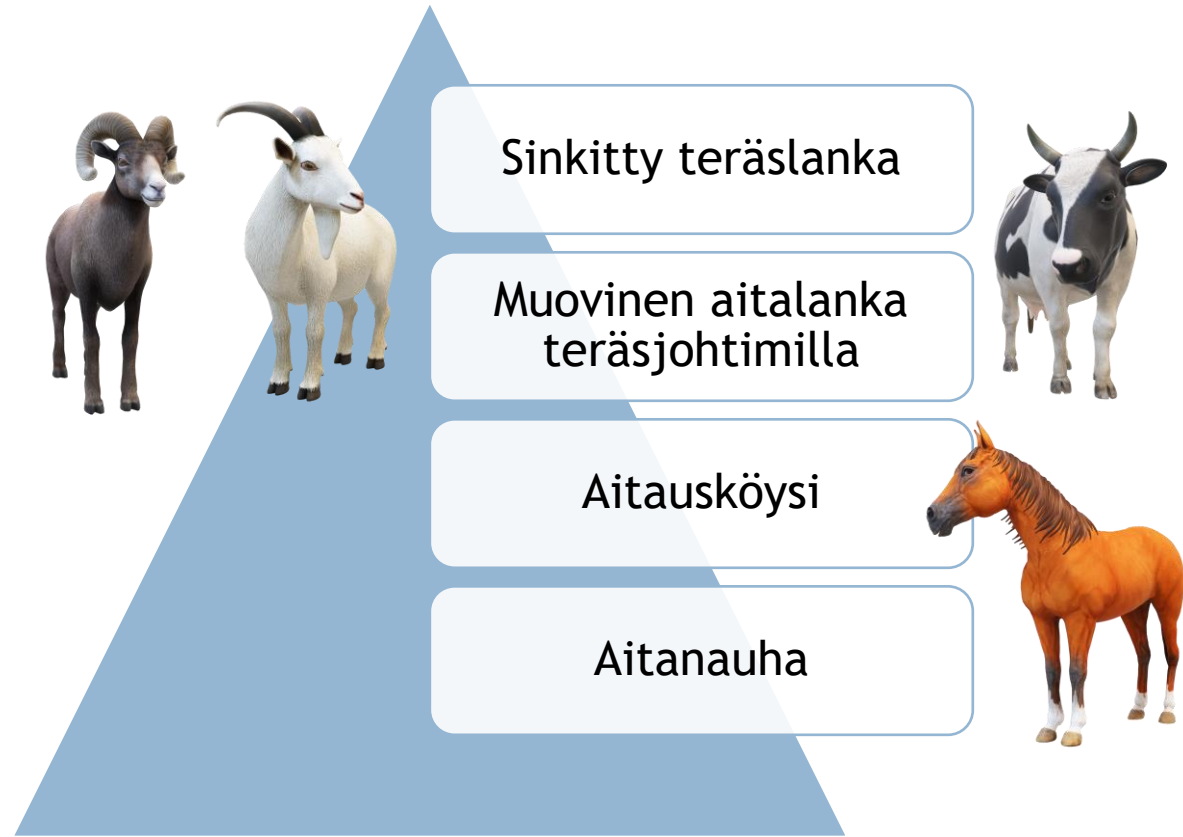 Sinkitty teräslanka
Muovinen aitalanka
teräsjohtimilla
Aitausköysi
Aitanauha